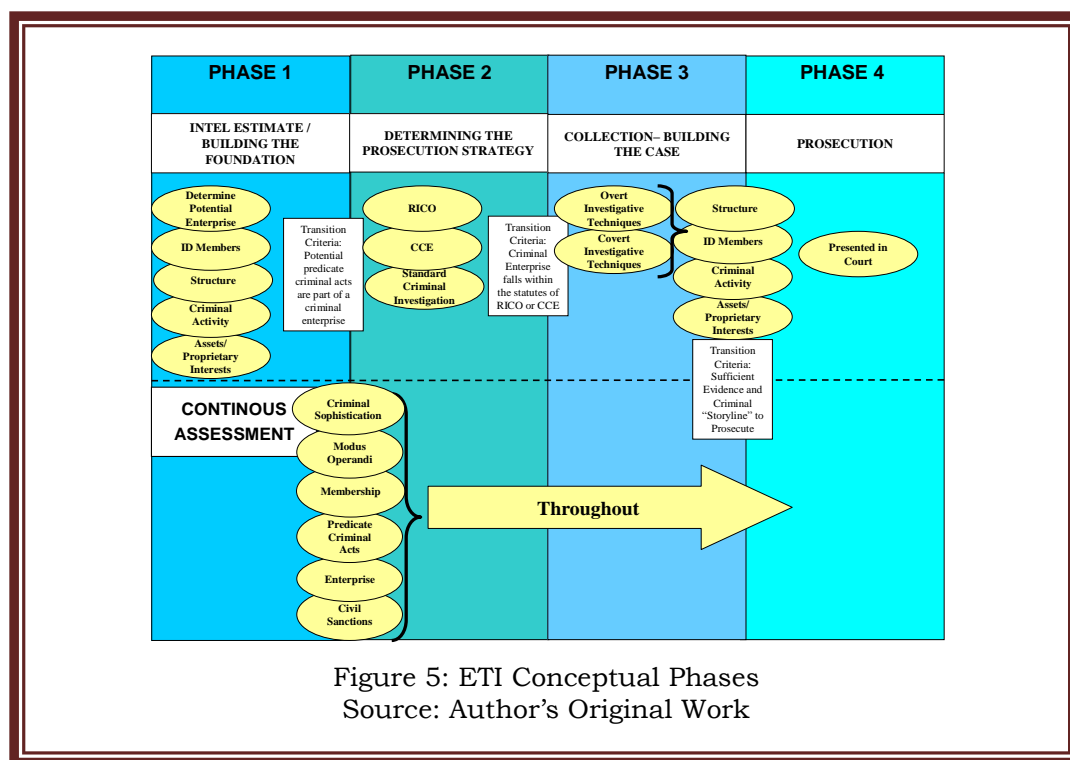 PHASE 1
PHASE 2
PHASE 3
PHASE 4
INTEL ESTIMATE /
BUILDING THE
FOUNDATION
DETERMINING THE
PROSECUTION STRATEGY
COLLECTION– BUILDING
THE CASE
PROSECUTION
Determine
Potential
Enterprise
ID Members
Structure
Criminal
Activity
Assets/
Proprietary
Interests
Transition
Criteria:
Potential
predicate
criminal acts
are part of a
criminal
enterprise
RICO
CCE
Standard
Criminal
Investigation
Transition
Criteria:
Criminal
Enterprise
falls within
the statutes of
RICO or CCE
Overt
Investigative
Techniques
Covert
Investigative
Techniques
Structure
ID Members
Criminal
Activity
Assets/
Proprietary
Interests
Transition
Criteria:
Sufficient
Evidence and
Criminal
“Storyline” to
Prosecute
Presented in
Court
CONTINOUS
ASSESSMENT
Criminal
Sophistication
Modus
Operandi
Membership
Predicate
Criminal
Acts
Enterprise
Civil
Sanctions
Throughout
Figure 5: ETI Conceptual Phases
Source: Author’s Original Work